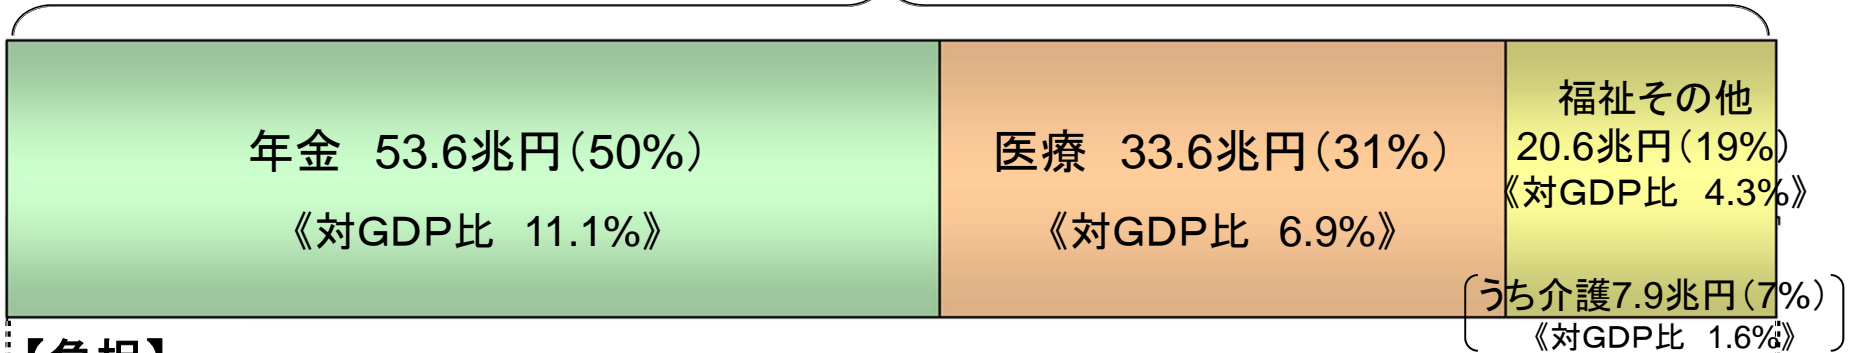 年金　53.6兆円（50%）
《対GDP比　11.1%》
医療　33.6兆円（31%）
《対GDP比　6.9%》
福祉その他
20.6兆円（19%）
《対GDP比　4.3%》
うち介護7.9兆円（7%）
《対GDP比　1.6%》
【負担】